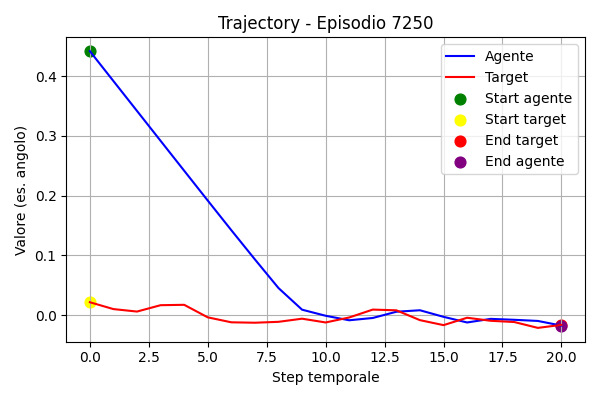 Trajectory - Episodio 7250
Valore (es. angolo)
0.4
0.3
0.2
0.1
0.0
Agente
Target
Start agente
Start target
End target
End agente
0.0 2.5 5.0 7.5 10.0 12.5 15.0 17.5 20.0
Step temporale